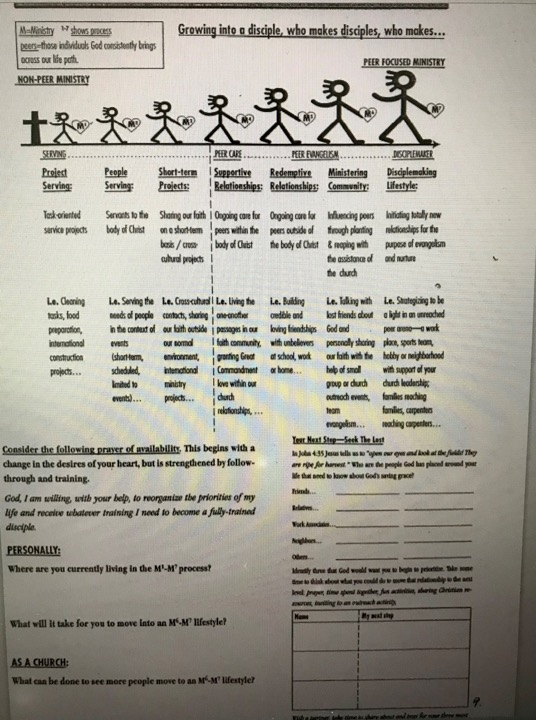 M=Ministry 1-7 shows process
peers=those individuals God consistently brings
across our life path.
Growing into a disciple, who makes disciples, who makes...
PEER FOCUSED MINISTRY
NON-PEER MINISTRY
SERVING
PEER CARE
PEER EVANGELISM
DISCIPLEMAKER
Project
Serving:
Task-oriented
service projects
i.e. Cleaning
tasks, food
preparation,
international
construction
projects...
People
Serving:
Servants to the
body of Christ
i.e. Serving the
needs of people
in the context of
events
(short-term,
scheduled,
limited to
events)...
Short-term
Projects:
Sharing our faith
on a short-term
basis / cross-
cultural projects
i.e. Cross-cultural
contacts, sharing
our faith outside
our normal
environment,
international
ministry
projects...
Supportive
Relationships:
Ongoing care for
peers within the
body of Christ
i.e. Living the
one-another
passages in our
faith community,
granting Great
Commandment
love within our
church
relationships, ...
Redemptive
Relationships:
Ongoing care for
peers outside of
the body of Christ
i.e. Building
credible and
loving friendships
with unbelievers
at school, work
or home...
Ministering
Community:
Influencing peers
through planting
& reaping with
the assistance of
the church
i.e. Talking with
lost friends about
God and
personally sharing
our faith with the
help of small
group or church
outreach events,
team
evangelism...
Disciplemaking
Lifestyle:
Initiating totally new
relationships for the
purpose of evangelism
and nurture
i.e. Strategizing to be
a light in an unreached
peer arena—a work
place, sports team,
hobby or neighborhood
with support of your
church leadership;
families reaching
families, carpenters
reaching carpenters...
Consider the following prayer of availability. This begins with a
change in the desires of your heart, but is strengthened by follow-
through and training.
God, I am willing, with your help, to reorganize the priorities of my
life and receive whatever training I need to become a fully-trained
disciple.
PERSONALLY:
Where are you currently living in the M¹-M⁷ process?
What will it take for you to move into an M⁶-M⁷ lifestyle?
AS A CHURCH:
What can be done to see more people move to an M⁶-M⁷ lifestyle?
Your Next Step—Seek The Lost
In John 4:35 Jesus tells us to "open our eyes and look at the fields! They
are ripe for harvest." Who are the people God has placed around your
life that need to know about God's saving grace?
Friends...
Relatives...
Work Associates...
Neighbors...
Others...
Identify three that God would want you to begin to prioritize. Take some
time to think about what you could do to move that relationship to the next
level: prayer, time spent together, fun activities, sharing Christian re-
sources, inviting to an outreach activity.
Name
My next step
9.